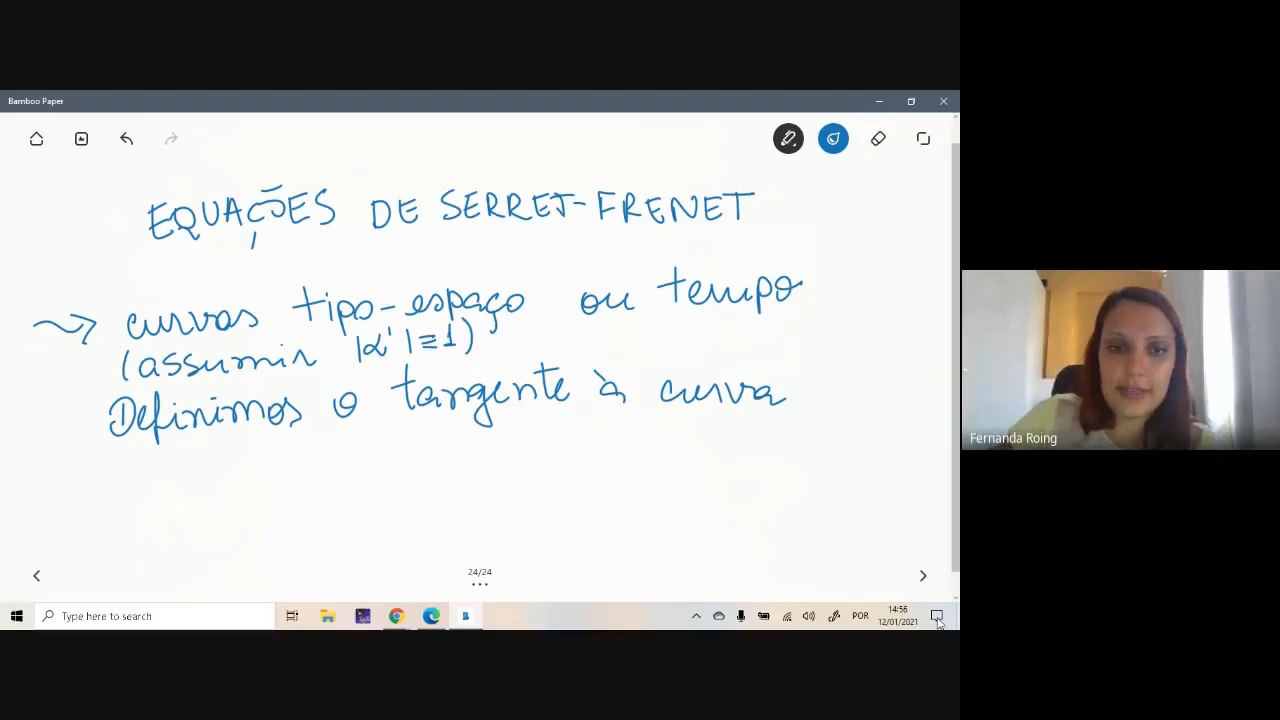 Bamboo Paper
EQUAÇÕES DE SERRET-FRENET
curvas tipo-espaço ou tempo
(assumir |α'|≡1)
Definimos o tangente à curva
Fernanda Roing
24/24
Type here to search
POR
14:56
12/01/2021